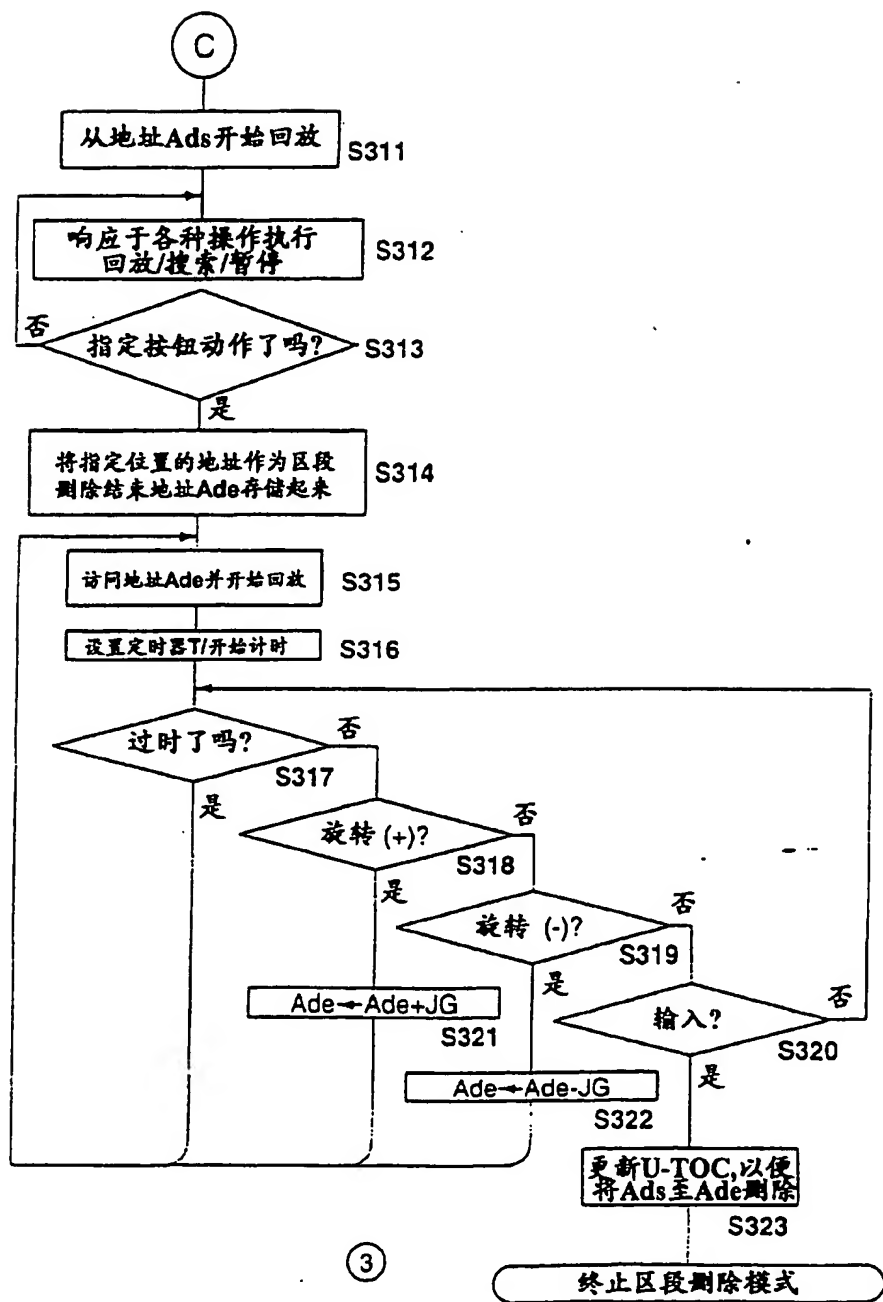 C
从地址Ads开始回放
S311
响应于各种操作执行
回放/搜索/暂停
S312
否
指定按钮动作了吗?
S313
是
将指定位置的地址作为区段
删除结束地址Ade存储起来
S314
访问地址Ade并开始回放
S315
设置定时器T/开始计时
S316
过时了吗?
否
S317
是
旋转 (+)?
否
S318
是
旋转 (-)?
否
S319
是
Ade←Ade+JG
S321
输入?
否
S320
是
Ade←Ade-JG
S322
更新U-TOC,以便
将Ads至Ade删除
S323
③
终止区段删除模式